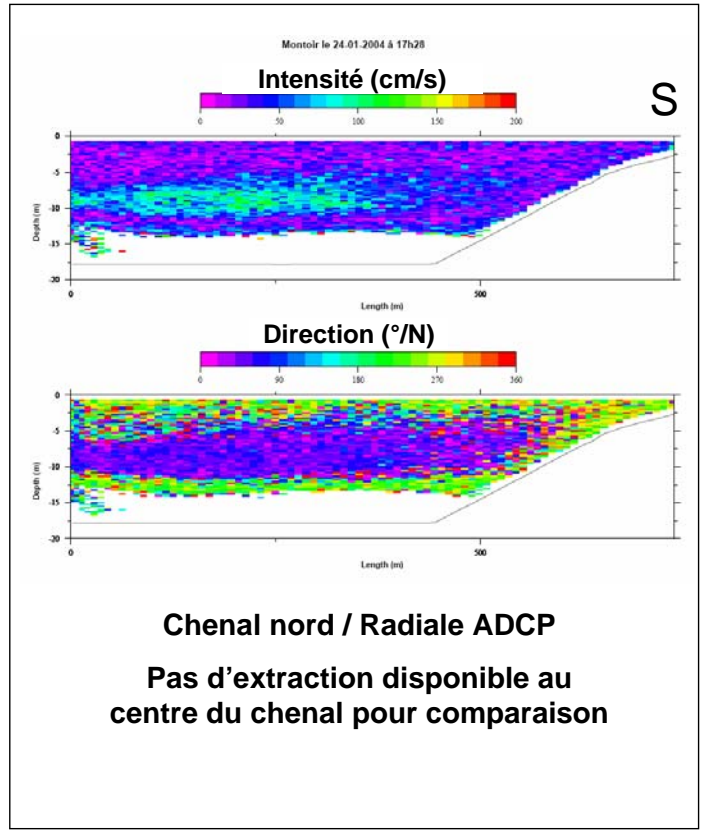 Montoir le 24-01-2004 à 17h28
Intensité (cm/s)
S
0 50 100 150 200
0
-5
-10
-15
-20
Depth (m)
0 500
Length (m)
Direction (°/N)
0 90 180 270 360
0
-5
-10
-15
-20
Depth (m)
0 500
Length (m)
Chenal nord / Radiale ADCP
Pas d'extraction disponible au
centre du chenal pour comparaison